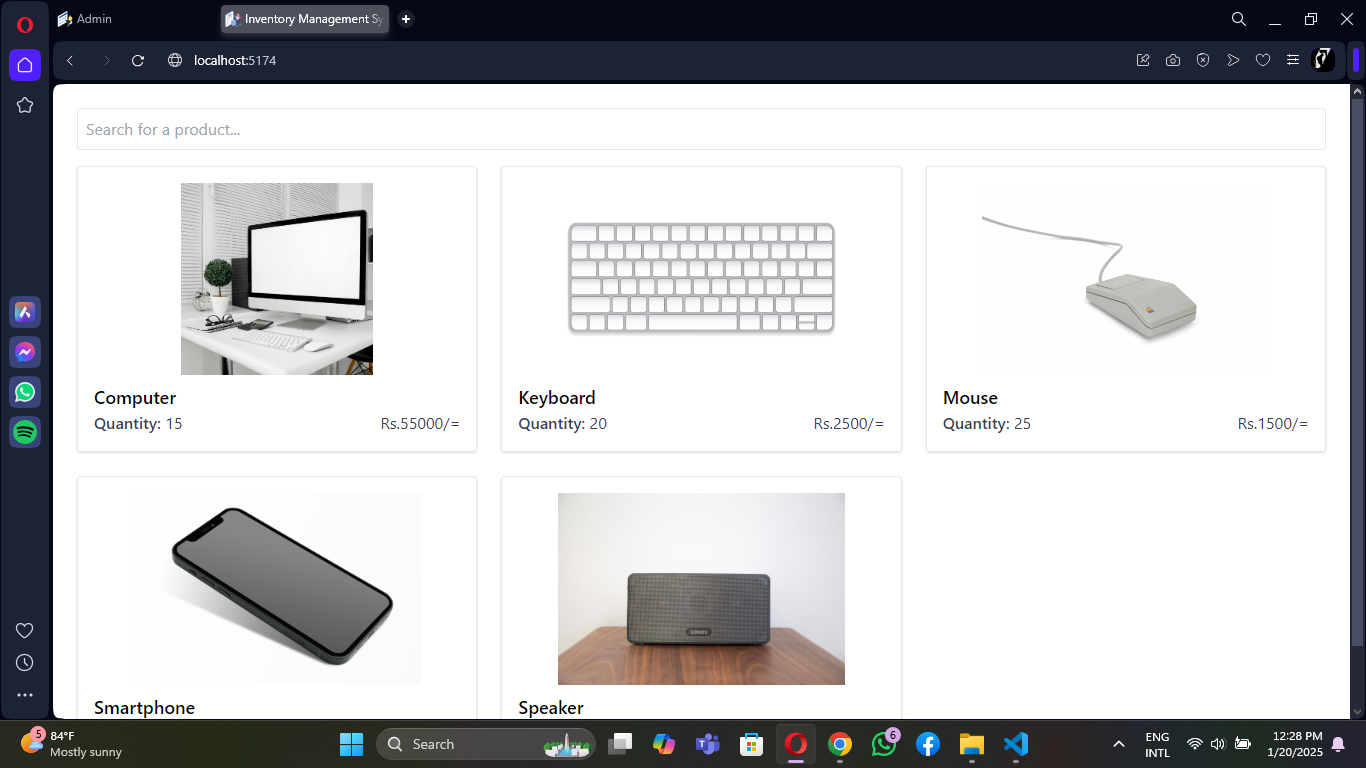 Admin
Inventory Management Sy
localhost:5174
Search for a product...
Computer
Quantity: 15
Rs.55000/=
Keyboard
Quantity: 20
Rs.2500/=
Mouse
Quantity: 25
Rs.1500/=
SONOS
Smartphone
Speaker
5
84°F
Mostly sunny
Search
6
ENG
INTL
12:28 PM
1/20/2025